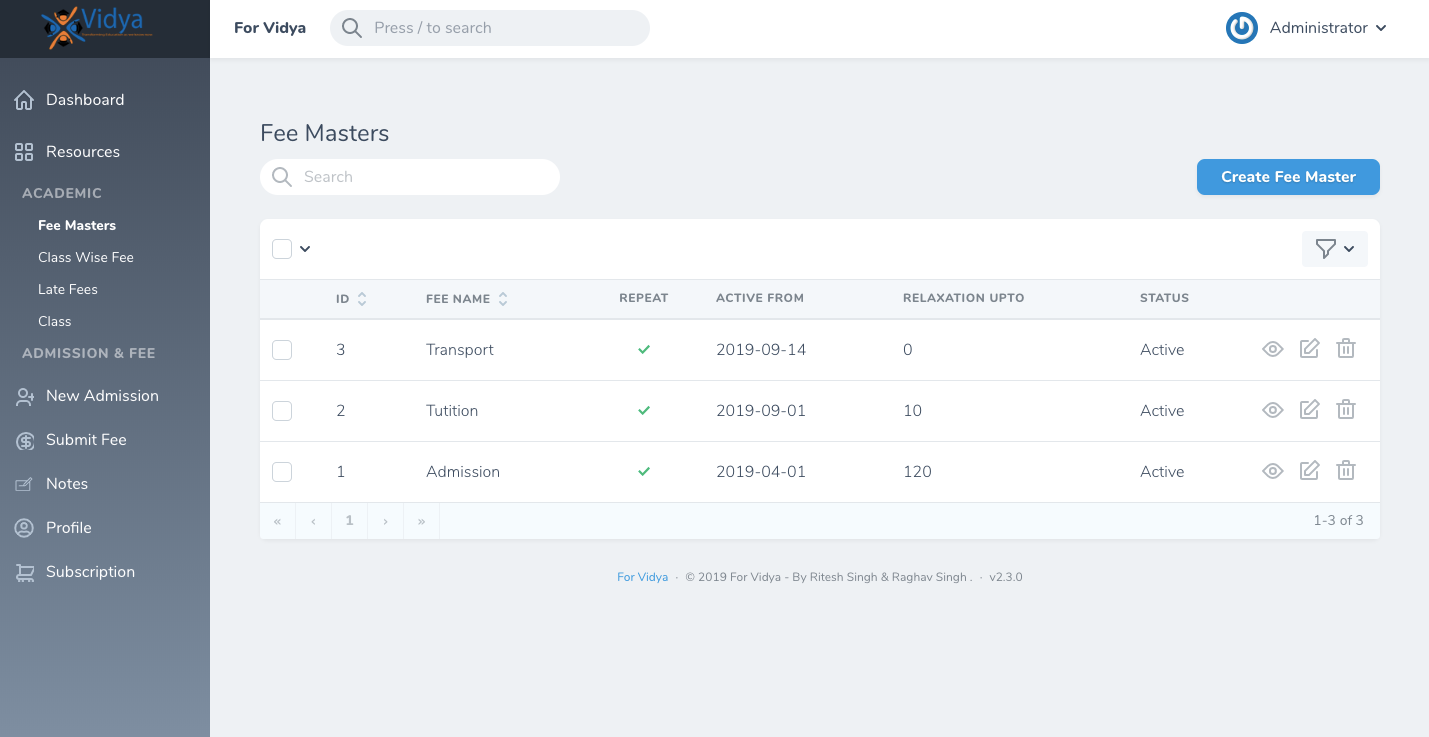 Vidya
For Vidya
Press / to search
Administrator
Dashboard
Resources
ACADEMIC
Fee Masters
Class Wise Fee
Late Fees
Class
ADMISSION & FEE
New Admission
Submit Fee
Notes
Profile
Subscription
Fee Masters
Search
Create Fee Master
ID FEE NAME REPEAT ACTIVE FROM RELAXATION UPTO STATUS
3 Transport 2019-09-14 0 Active
2 Tutition 2019-09-01 10 Active
1 Admission 2019-04-01 120 Active
« ‹ 1 › » 1-3 of 3
For Vidya · © 2019 For Vidya - By Ritesh Singh & Raghav Singh . · v2.3.0